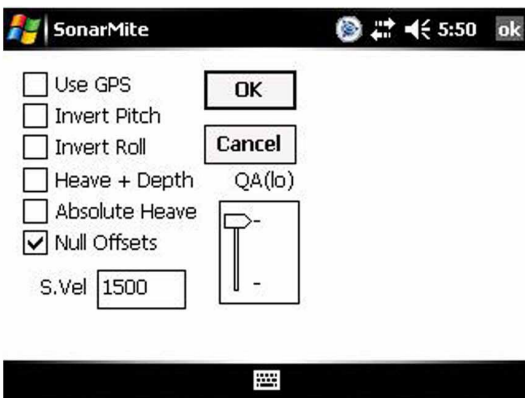 SonarMite 5:50 ok
Use GPS
Invert Pitch
Invert Roll
Heave + Depth
Absolute Heave
Null Offsets
S.Vel 1500
OK
Cancel
QA(lo)